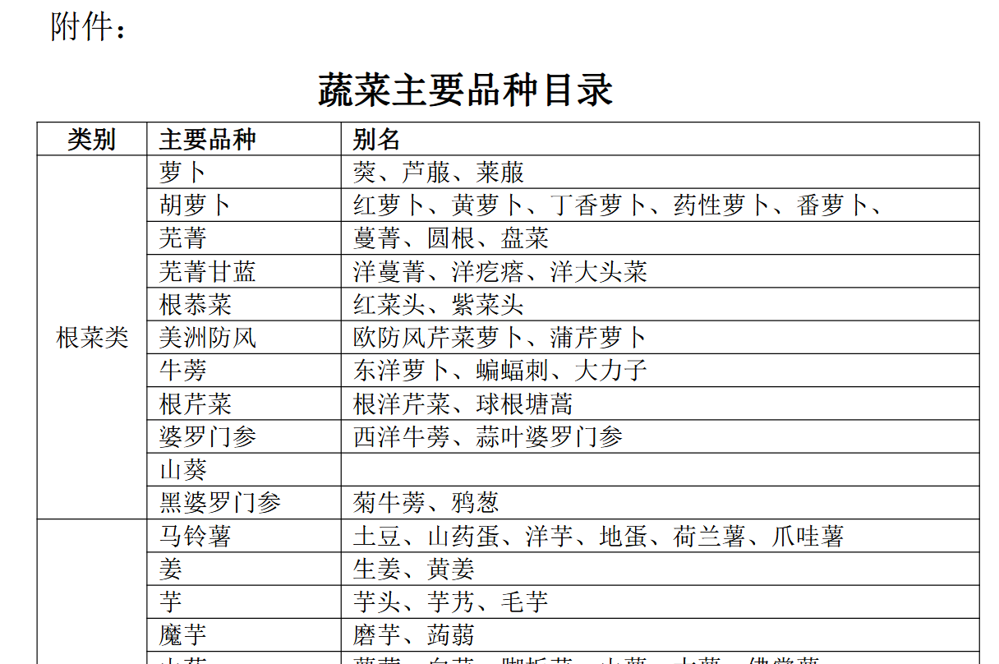 附件：
蔬菜主要品种目录
类别 主要品种 别名
萝卜 葖、芦菔、莱菔
胡萝卜 红萝卜、黄萝卜、丁香萝卜、药性萝卜、番萝卜、
芜菁 蔓菁、圆根、盘菜
芜菁甘蓝 洋蔓菁、洋疙瘩、洋大头菜
根菾菜 红菜头、紫菜头
根菜类 美洲防风 欧防风芹菜萝卜、蒲芹萝卜
牛蒡 东洋萝卜、蝙蝠刺、大力子
根芹菜 根洋芹菜、球根塘蒿
婆罗门参 西洋牛蒡、蒜叶婆罗门参
山葵
黑婆罗门参 菊牛蒡、鸦葱
马铃薯 土豆、山药蛋、洋芋、地蛋、荷兰薯、爪哇薯
姜 生姜、黄姜
芋 芋头、芋艿、毛芋
魔芋 磨芋、蒟蒻